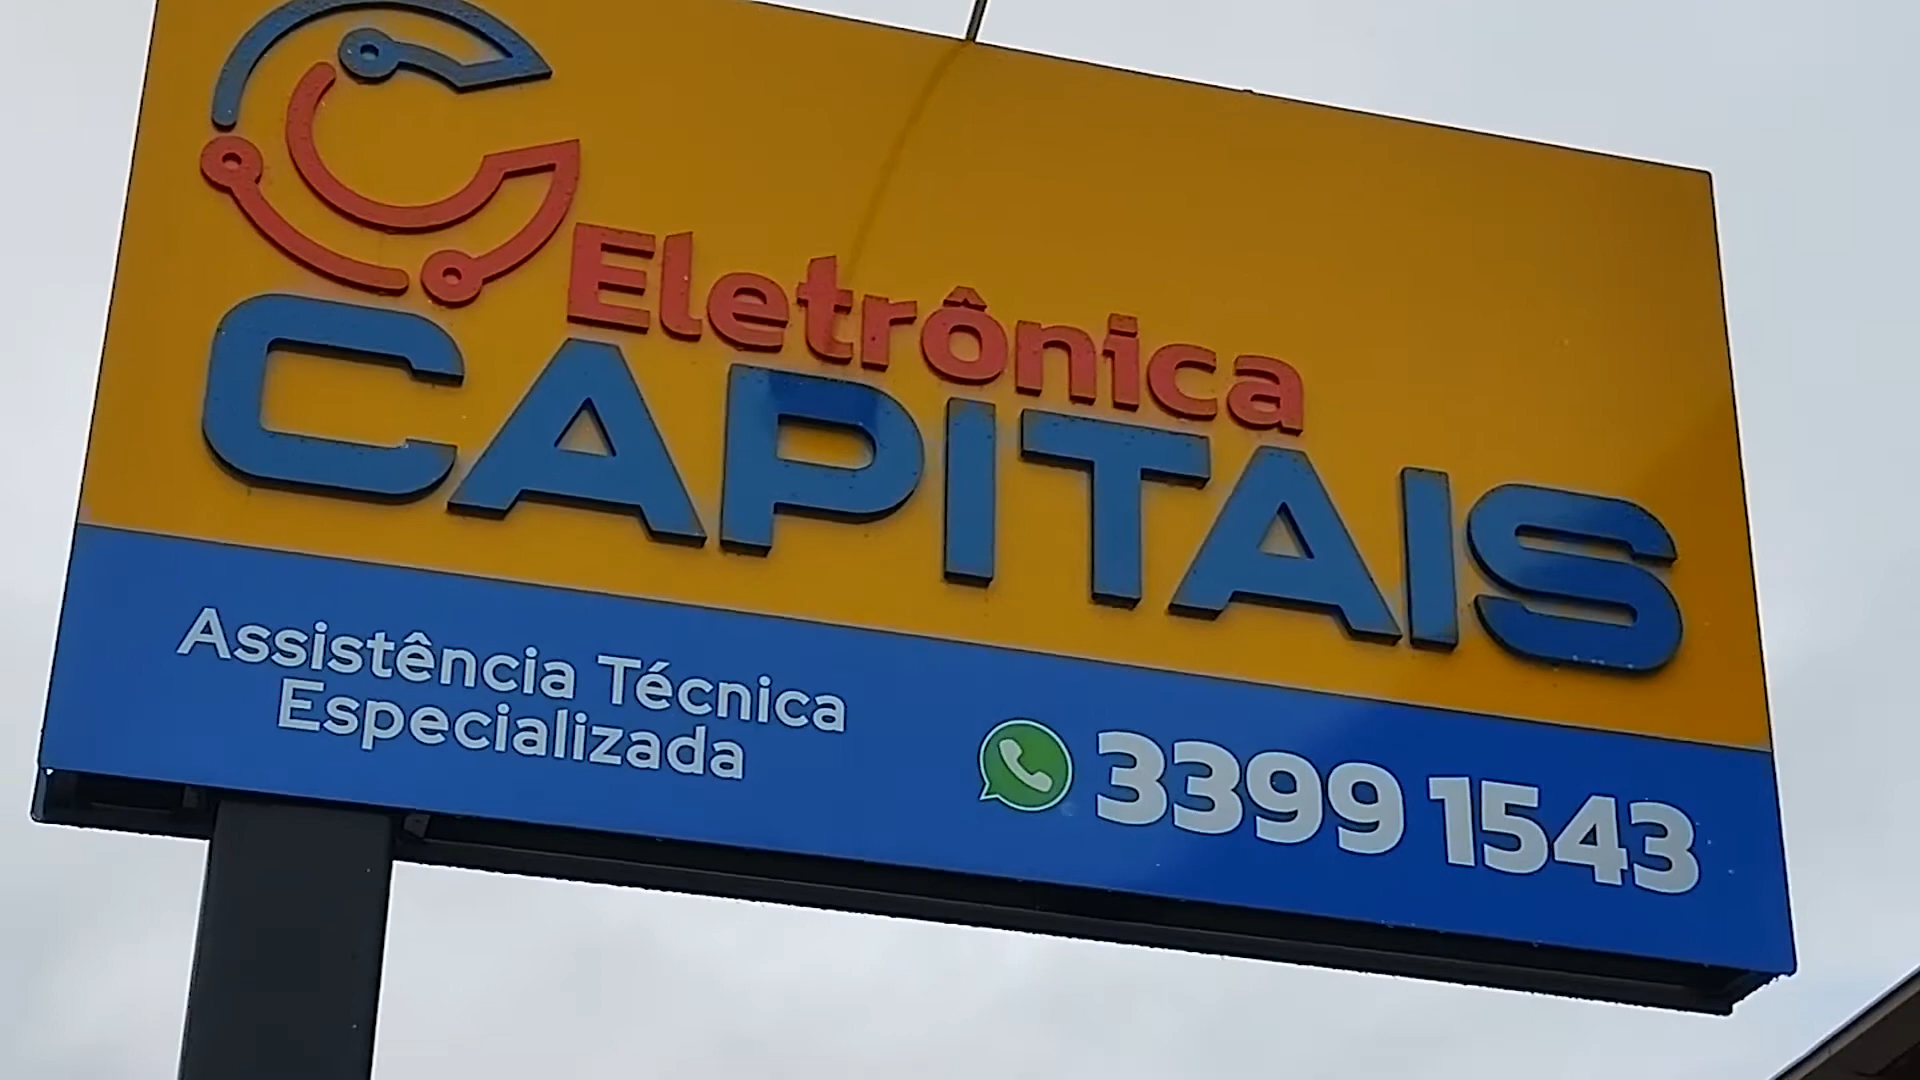 Eletrônica
CAPITAIS
Assistência Técnica
Especializada
3399 1543